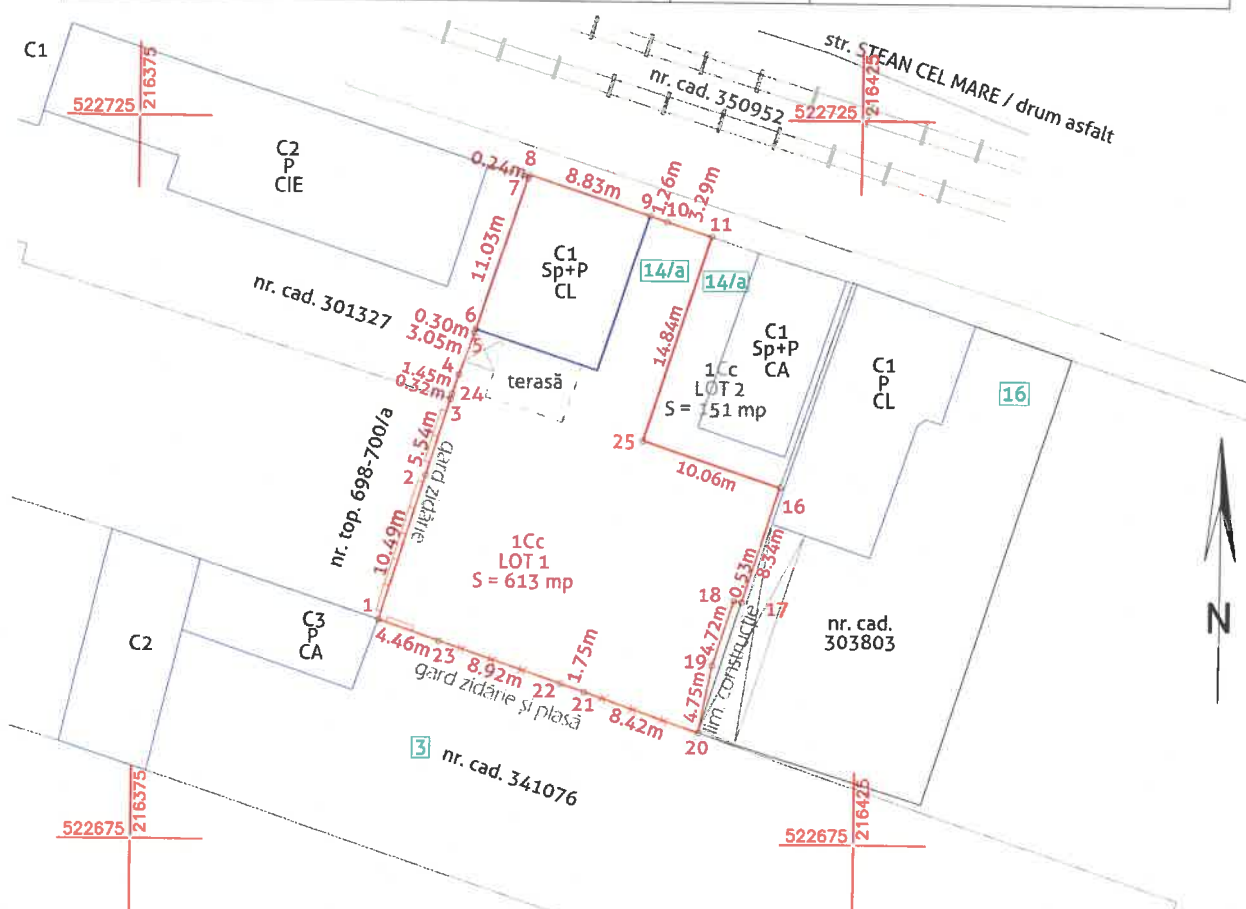 str. STEAN CEL MARE / drum asfalt
C1
522725
216375
nr. cad. 350952
522725
216425
C2
P
CIE
0.24m
8
7
8.83m
9
1.26m
10
3.29m
11
11.03m
C1
Sp+P
CL
14/a
14/a
nr. cad. 301327
6
0.30m
5
3.05m
4
1.45m
24
0.32m
3
terasă
14.84m
1Cc
LOT 2
S = 151 mp
C1
Sp+P
CA
C1
P
CL
16
25
10.06m
16
nr. top. 698-700/a
5.54m
2
gard zidărie
10.49m
1
1Cc
LOT 1
S = 613 mp
8.34m
0.53m
18
17
4.72m
19
4.75m
lim. construcție
20
nr. cad.
303803
N
C2
C3
P
CA
4.46m
23
8.92m
22
1.75m
21
8.42m
gard zidărie și plasă
3
nr. cad. 341076
522675
216375
522675
216425